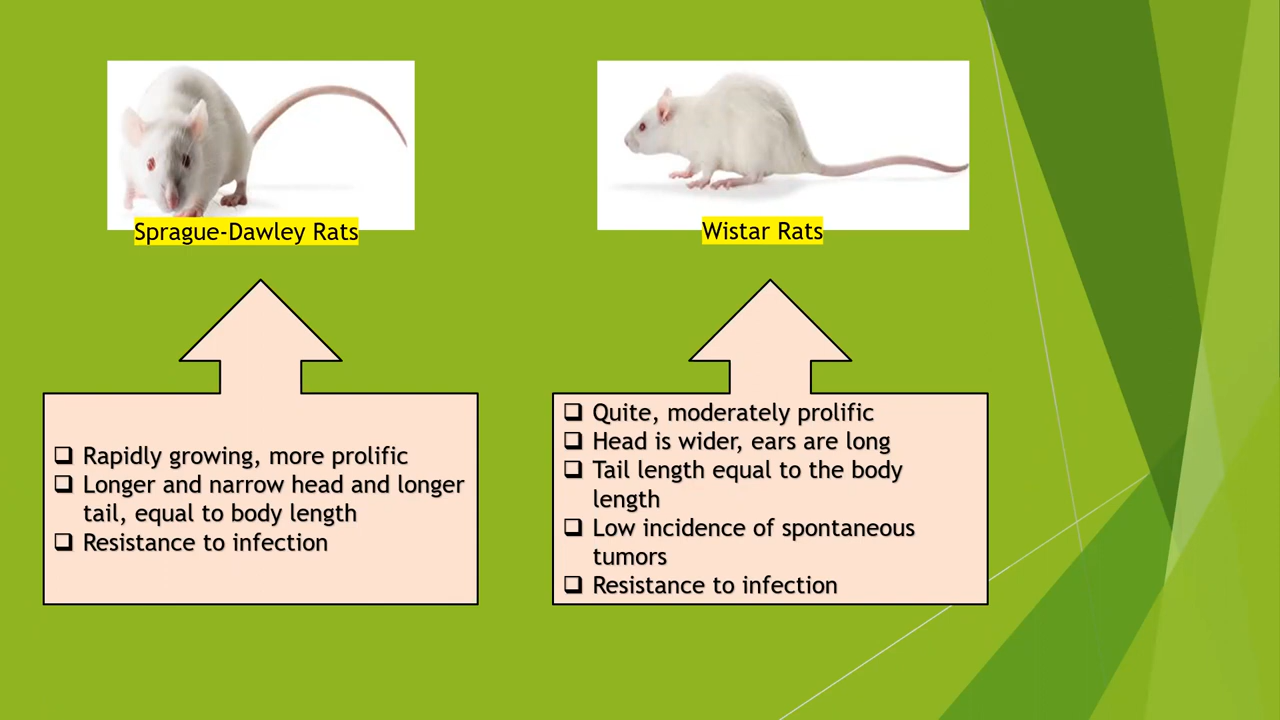 Sprague-Dawley Rats
Wistar Rats
❑ Rapidly growing, more prolific
❑ Longer and narrow head and longer
tail, equal to body length
❑ Resistance to infection
❑ Quite, moderately prolific
❑ Head is wider, ears are long
❑ Tail length equal to the body
length
❑ Low incidence of spontaneous
tumors
❑ Resistance to infection